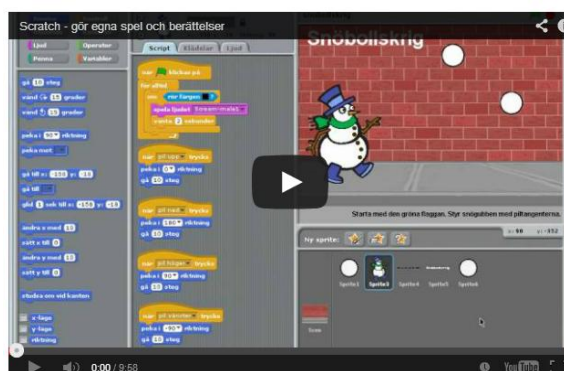 Scratch - gör egna spel och berättelser
Ljud
Operator
Penna
Variabler
Script
Klädslar
Ljud
Snöbollskrig
gå 10 steg
vänd 15 grader
vänd 15 grader
peka i 90 riktning
peka mot
gå till x: -158 y: -18
gå till
glid 1 sek till x: -158 y: -18
ändra x med 10
sätt x till 0
ändra y med 10
sätt y till 0
studsa om vid kanten
x-läge
y-läge
riktning
när klickas på
för alltid
om rör färgen ?
spela ljudet
vänta 2 sekunder
när pil upp trycks
peka i 0 riktning
gå 10 steg
när pil ned trycks
peka i 180 riktning
gå 10 steg
när pil höger trycks
peka i 90 riktning
gå 10 steg
när pil vänster trycks
peka i -90 riktning
gå 10 steg
Starta med den gröna flaggan. Styr snögubben med piltangenterna.
Ny sprite:
Sprite1
Sprite3
Sprite4
Sprite5
Sprite6
Scen
0:00 / 9:58
YouTube